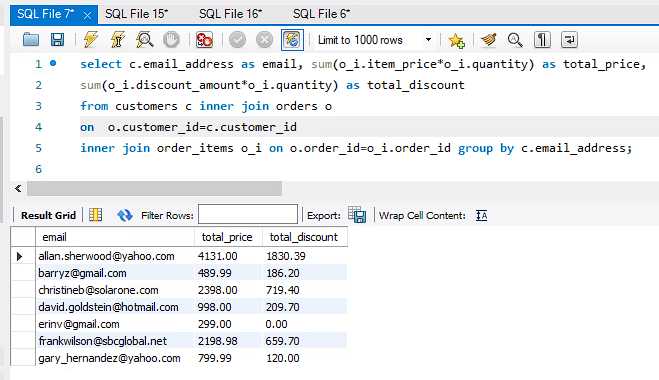 SQL File 7* SQL File 15* SQL File 16* SQL File 6*
Limit to 1000 rows
1 select c.email_address as email, sum(o_i.item_price*o_i.quantity) as total_price,
2 sum(o_i.discount_amount*o_i.quantity) as total_discount
3 from customers c inner join orders o
4 on o.customer_id=c.customer_id
5 inner join order_items o_i on o.order_id=o_i.order_id group by c.email_address;
6
Result Grid Filter Rows: Export: Wrap Cell Content: IA
email total_price total_discount
allan.sherwood@yahoo.com 4131.00 1830.39
barryz@gmail.com 489.99 186.20
christineb@solarone.com 2398.00 719.40
david.goldstein@hotmail.com 998.00 209.70
erinv@gmail.com 299.00 0.00
frankwilson@sbcglobal.net 2198.98 659.70
gary_hernandez@yahoo.com 799.99 120.00